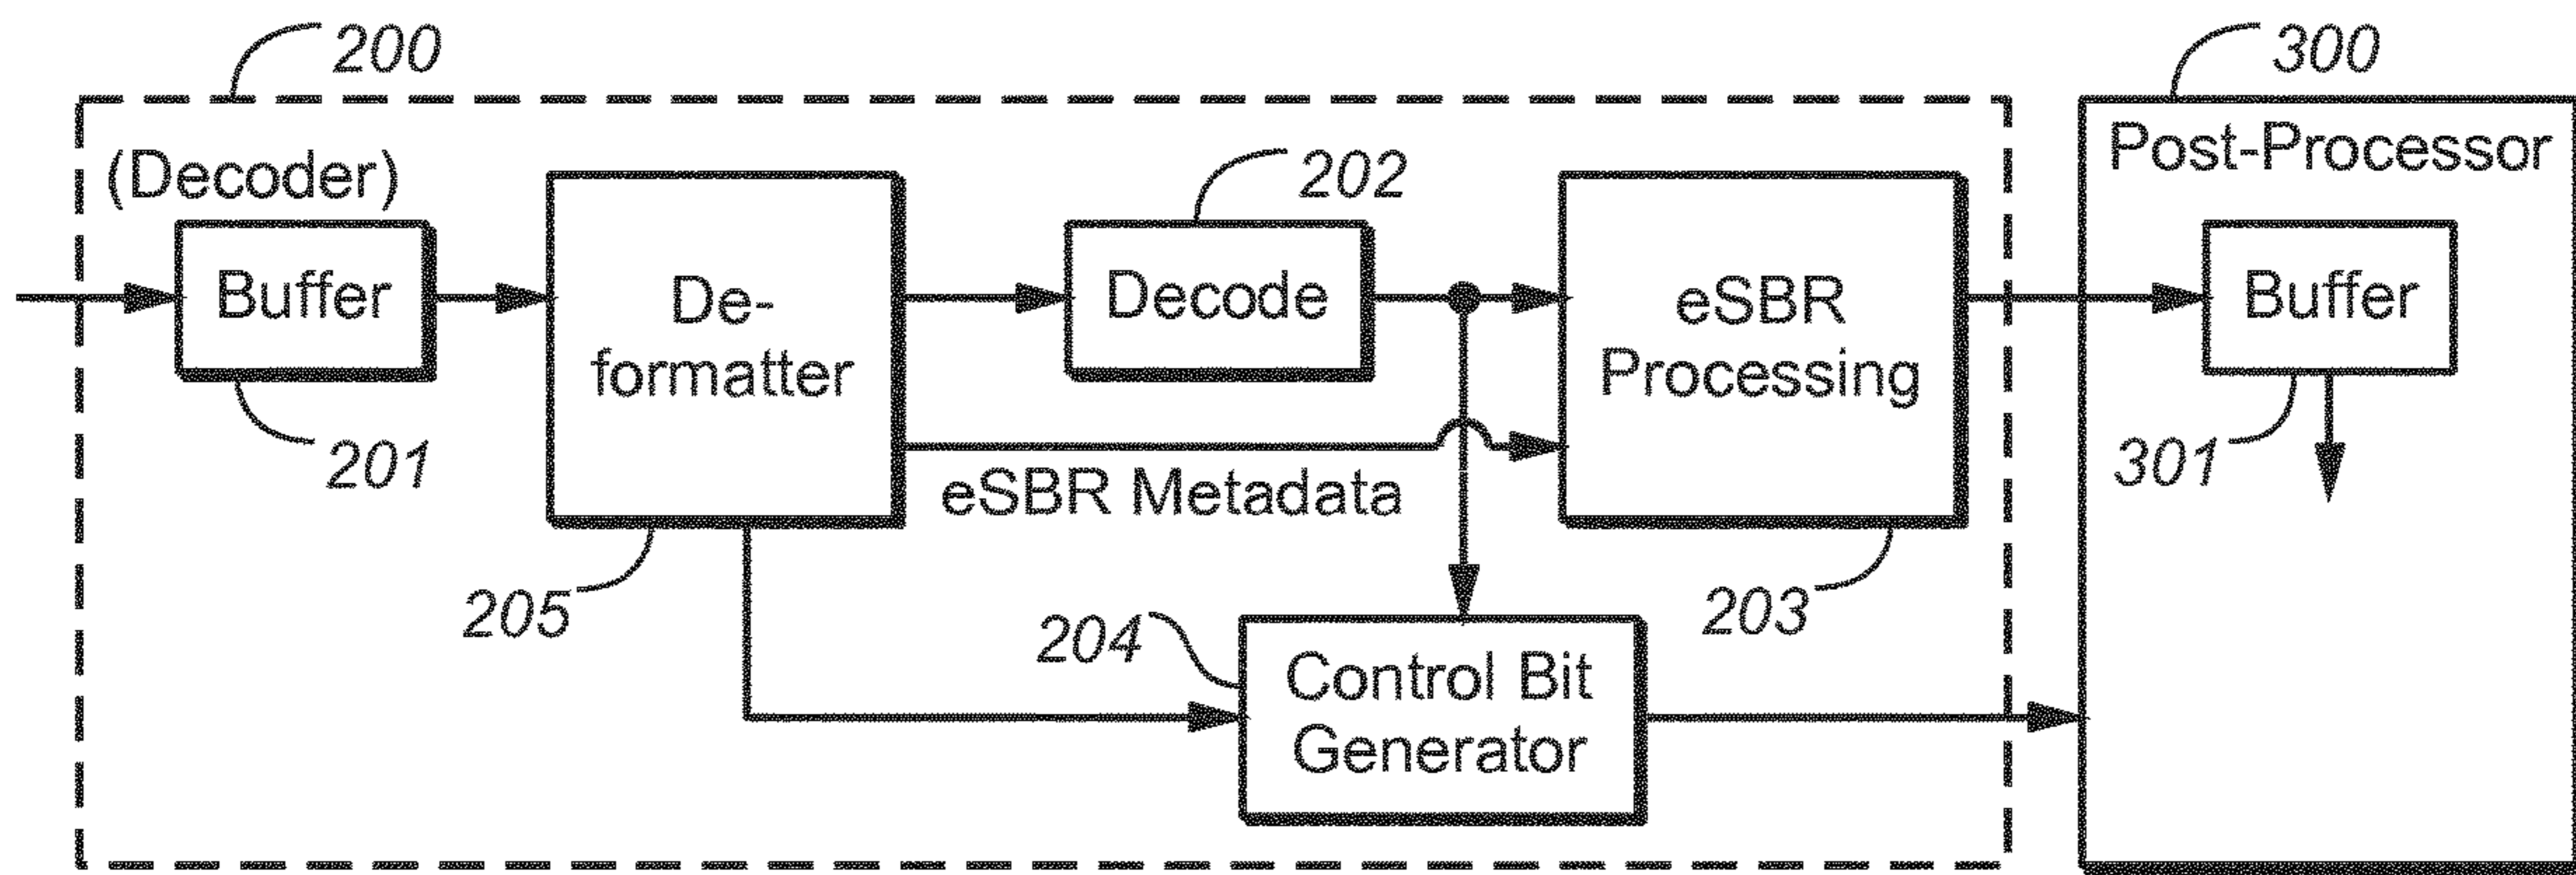 200
300
(Decoder)
Post-Processor
202
Buffer
De-
formatter
Decode
eSBR
Processing
Buffer
201
eSBR Metadata
301
205
204
203
Control Bit
Generator